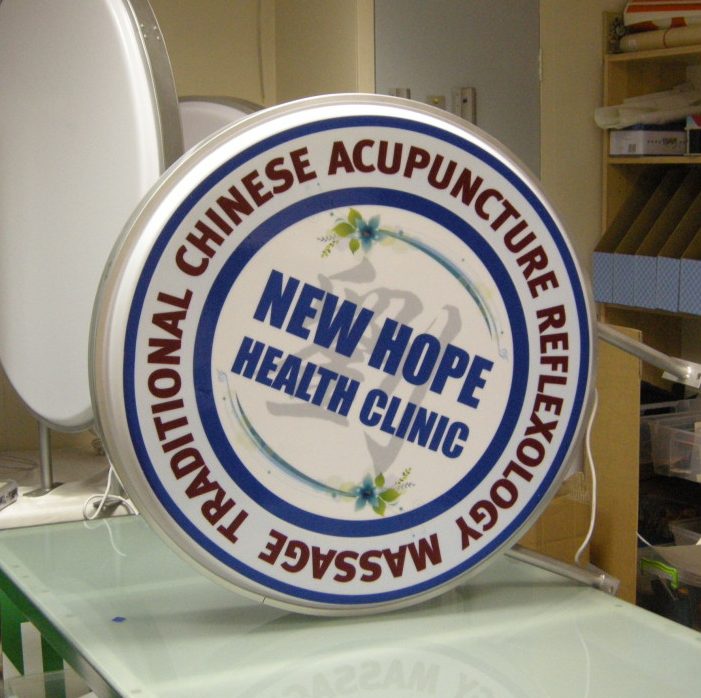 TRADITIONAL CHINESE ACUPUNCTURE REFLEXOLOGY MASSAGE
NEW HOPE
HEALTH CLINIC